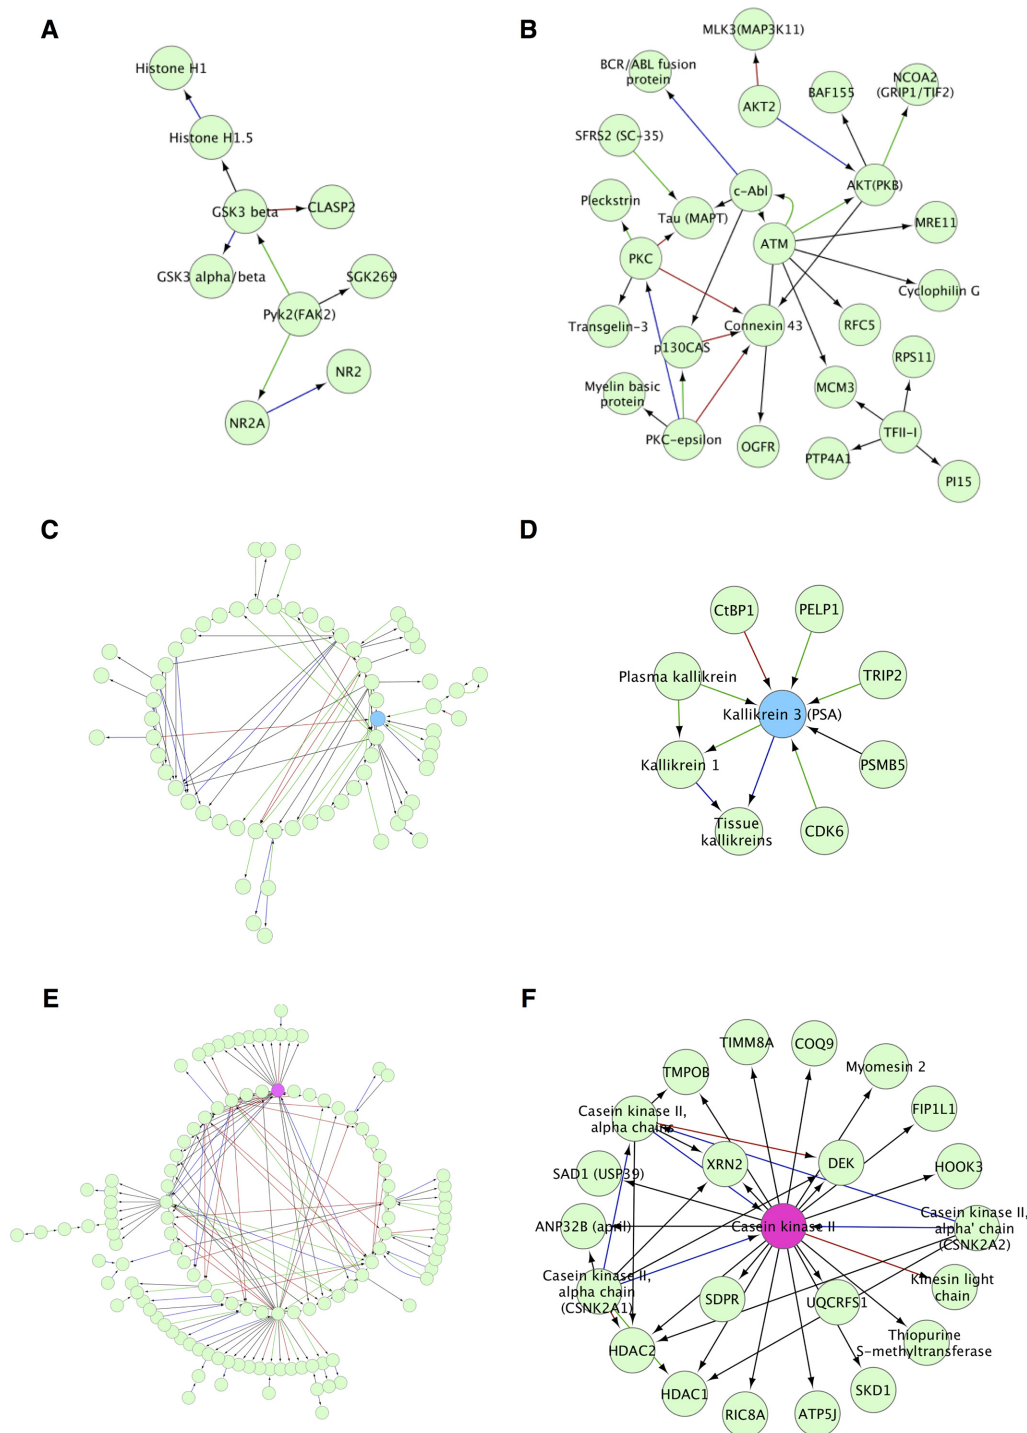 A
Histone H1
Histone H1.5
GSK3 beta
CLASP2
GSK3 alpha/beta
SGK269
Pyk2(FAK2)
NR2
NR2A
B
MLK3(MAP3K11)
BCR/ABL fusion
protein
BAF155
NCOA2
(GRIP1/TIF2)
AKT2
SFRS2 (SC-35)
c-Abl
AKT(PKB)
Pleckstrin
Tau (MAPT)
MRE11
ATM
PKC
Cyclophilin G
Transgelin-3
Connexin 43
RFC5
p130CAS
RPS11
Myelin basic
protein
MCM3
PKC-epsilon
OGFR
TFII-I
PTP4A1
PI15
C
D
CtBP1
PELP1
Plasma kallikrein
TRIP2
Kallikrein 3 (PSA)
Kallikrein 1
PSMB5
Tissue
kallikreins
CDK6
E
F
TIMM8A
COQ9
TMPOB
Myomesin 2
Casein kinase II,
alpha chains
FIP1L1
XRN2
DEK
SAD1 (USP39)
HOOK3
ANP32B (april)
Casein kinase II
Casein kinase II,
alpha' chain
(CSNK2A2)
Casein kinase II,
alpha chain
(CSNK2A1)
SDPR
UQCRFS1
Kinesin light
chain
HDAC2
Thiopurine
S-methyltransferase
HDAC1
SKD1
RIC8A
ATP5J